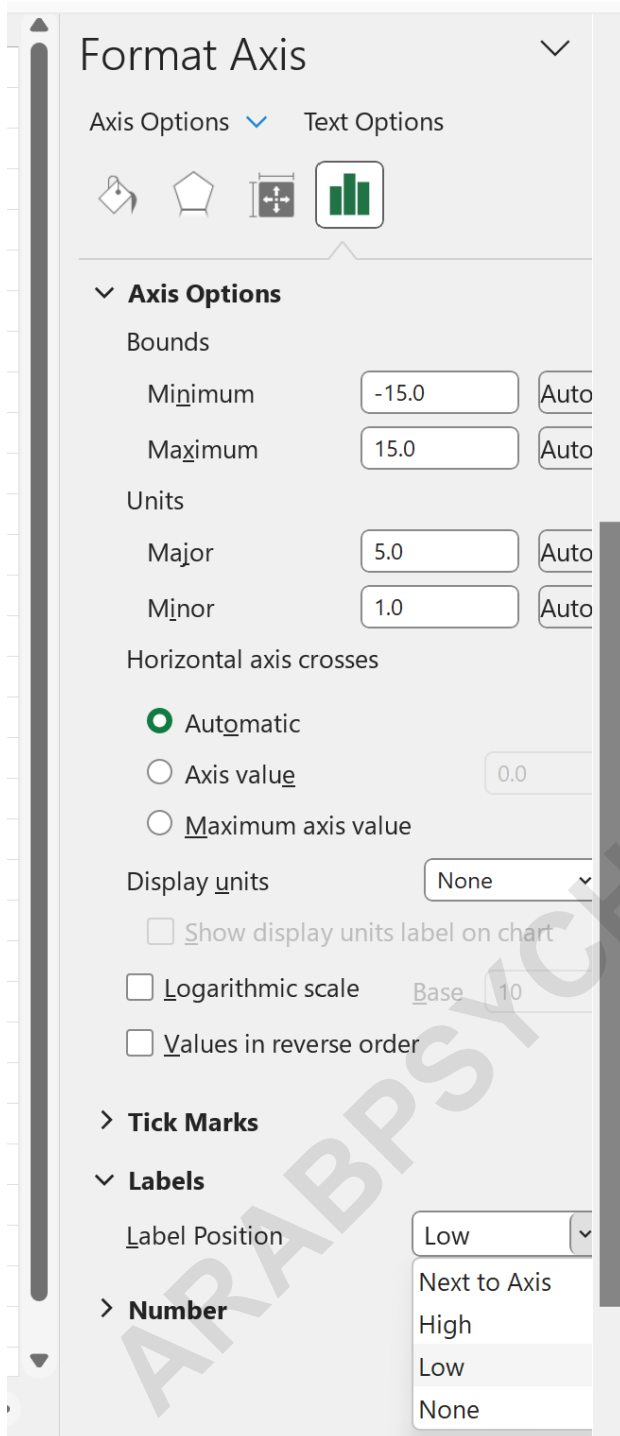 Format Axis
Axis Options Text Options
Axis Options
Bounds
Minimum -15.0 Auto
Maximum 15.0 Auto
Units
Major 5.0 Auto
Minor 1.0 Auto
Horizontal axis crosses
Automatic
Axis value 0.0
Maximum axis value
Display units None
Show display units label on chart
Logarithmic scale Base 10
Values in reverse order
Tick Marks
Labels
Label Position Low
Next to Axis
Number
High
Low
None
ARABPSYCH